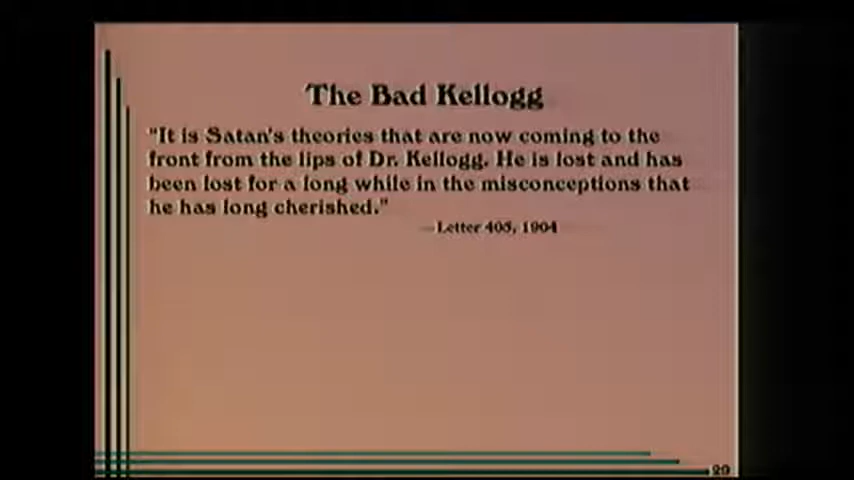 The Bad Kellogg
"It is Satan's theories that are now coming to the
front from the lips of Dr. Kellogg. He is lost and has
been lost for a long while in the misconceptions that
he has long cherished."
—Letter 405, 1904
29